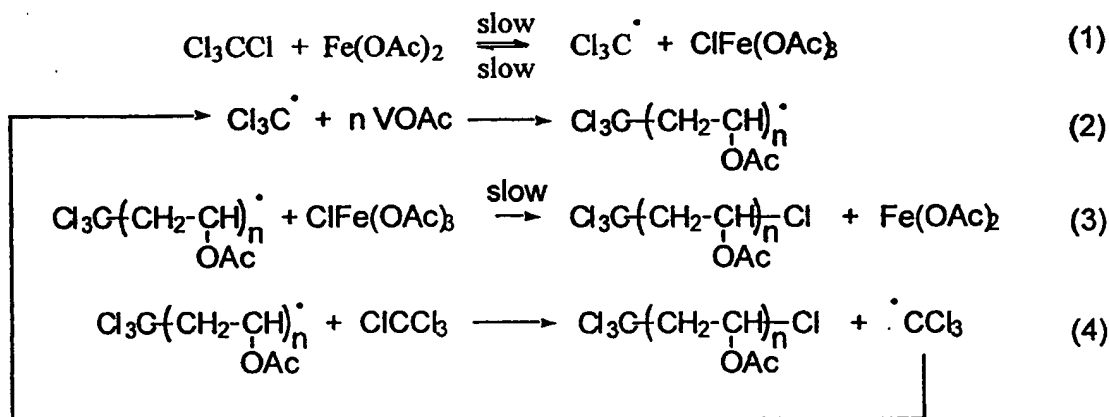 slow
Cl₃CCl + Fe(OAc)₂ ⇌ Cl₃C• + ClFe(OAc)₃ (1)
slow
Cl₃C• + n VOAc → Cl₃C-(CH₂-CH)ₙ• (2)
OAc
slow
Cl₃C-(CH₂-CH)ₙ• + ClFe(OAc)₃ → Cl₃C-(CH₂-CH)ₙ-Cl + Fe(OAc)₂ (3)
OAc OAc
Cl₃C-(CH₂-CH)ₙ• + ClCCl₃ → Cl₃C-(CH₂-CH)ₙ-Cl + •CCl₃ (4)
OAc OAc